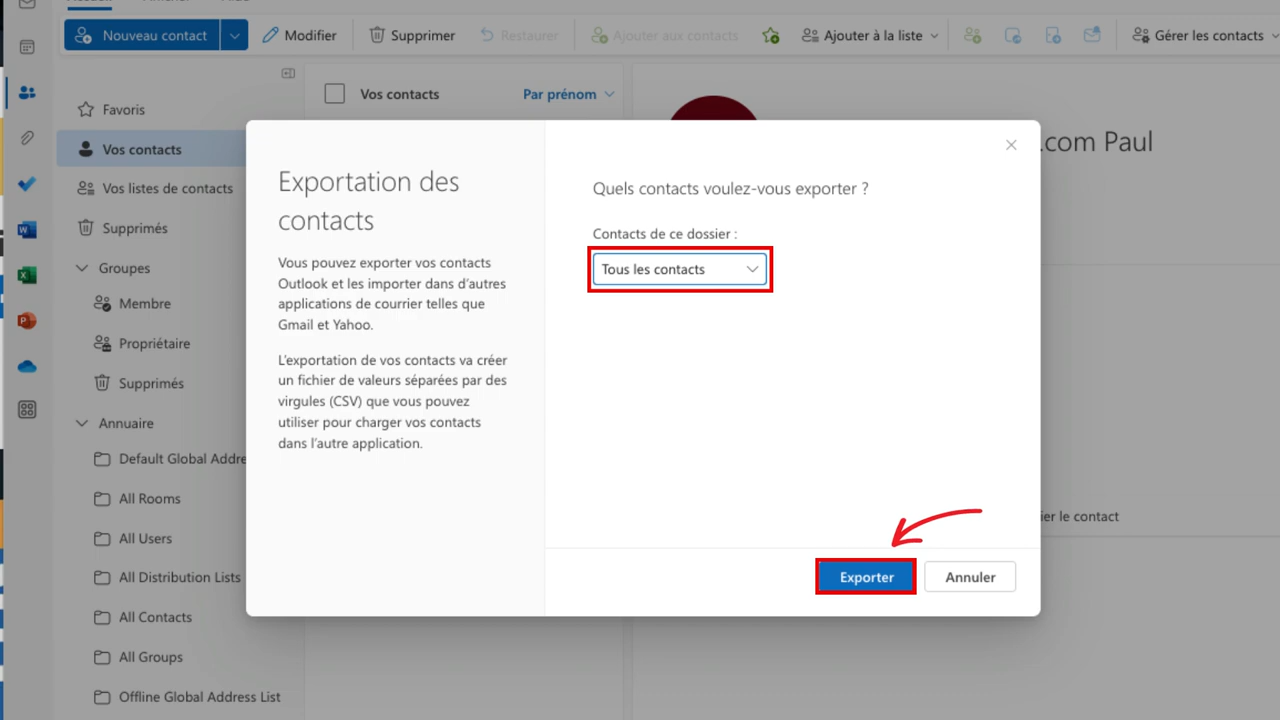 Nouveau contact
Modifier
Supprimer
Restaurer
Ajouter aux contacts
Ajouter à la liste
Gérer les contacts
Favoris
Vos contacts
Vos listes de contacts
Supprimés
Groupes
Membre
Propriétaire
Supprimés
Annuaire
Default Global Addre
All Rooms
All Users
All Distribution Lists
All Contacts
All Groups
Offline Global Address List
Vos contacts
Par prénom
.com Paul
Exportation des
contacts
Vous pouvez exporter vos contacts
Outlook et les importer dans d'autres
applications de courrier telles que
Gmail et Yahoo.
L'exportation de vos contacts va créer
un fichier de valeurs séparées par des
virgules (CSV) que vous pouvez
utiliser pour charger vos contacts
dans l'autre application.
Quels contacts voulez-vous exporter ?
Contacts de ce dossier :
Tous les contacts
Exporter
Annuler
ier le contact